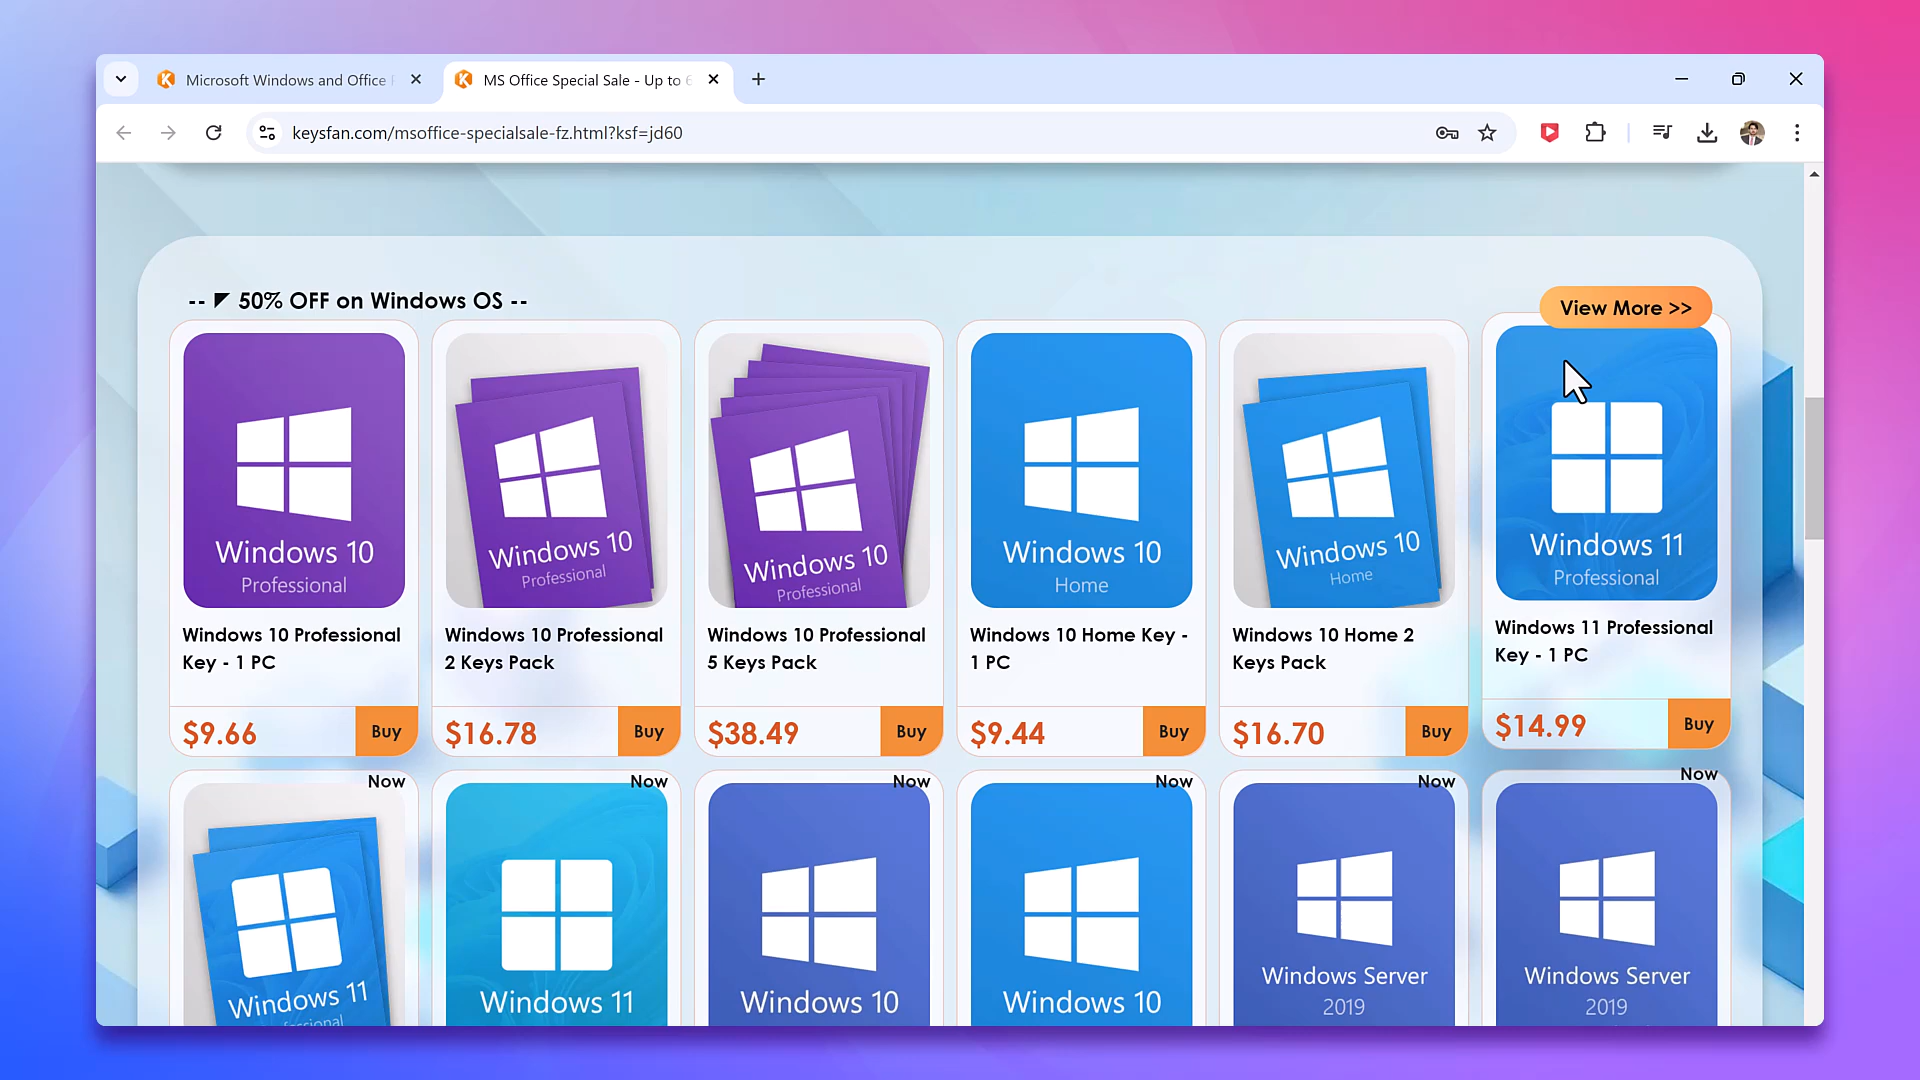 Microsoft Windows and Office
MS Office Special Sale - Up to 6
keysfan.com/msoffice-specialsale-fz.html?ksf=jd60
-- ◤ 50% OFF on Windows OS --
View More >>
Windows 10
Professional
Windows 10
Professional
Windows 10
Professional
Windows 10
Home
Windows 10
Home
Windows 11
Professional
Windows 10 Professional
Key - 1 PC
Windows 10 Professional
2 Keys Pack
Windows 10 Professional
5 Keys Pack
Windows 10 Home Key -
1 PC
Windows 10 Home 2
Keys Pack
Windows 11 Professional
Key - 1 PC
$9.66
Buy
$16.78
Buy
$38.49
Buy
$9.44
Buy
$16.70
Buy
$14.99
Buy
Now
Now
Now
Now
Now
Now
Windows 11
Windows 11
Windows 10
Windows 10
Windows Server
2019
Windows Server
2019